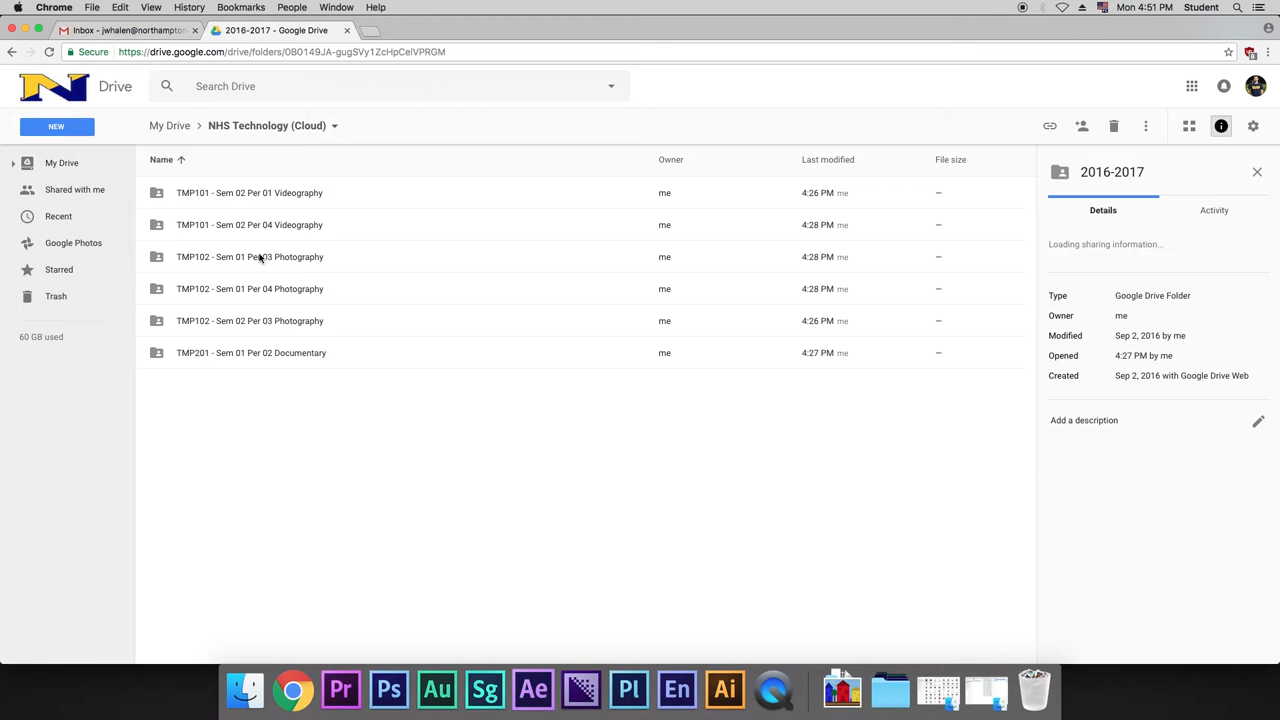 Chrome File Edit View History Bookmarks People Window Help Mon 4:51 PM Student
Inbox - jwhalen@northampton 2016-2017 - Google Drive
Secure https://drive.google.com/drive/folders/0B0149JA-gugSVy1ZcHpCelVPRGM
N Drive Search Drive
NEW My Drive NHS Technology (Cloud)
Name Owner Last modified File size
My Drive
Shared with me
Recent
Google Photos
Starred
Trash
60 GB used
TMP101 - Sem 02 Per 01 Videography me 4:26 PM me –
TMP101 - Sem 02 Per 04 Videography me 4:28 PM me –
TMP102 - Sem 01 Per 03 Photography me 4:28 PM me –
TMP102 - Sem 01 Per 04 Photography me 4:28 PM me –
TMP102 - Sem 02 Per 03 Photography me 4:26 PM me –
TMP201 - Sem 01 Per 02 Documentary me 4:27 PM me –
2016-2017
Details Activity
Loading sharing information...
Type Google Drive Folder
Owner me
Modified Sep 2, 2016 by me
Opened 4:27 PM by me
Created Sep 2, 2016 with Google Drive Web
Add a description
Pr Ps Au Sg Ae Pl En Ai